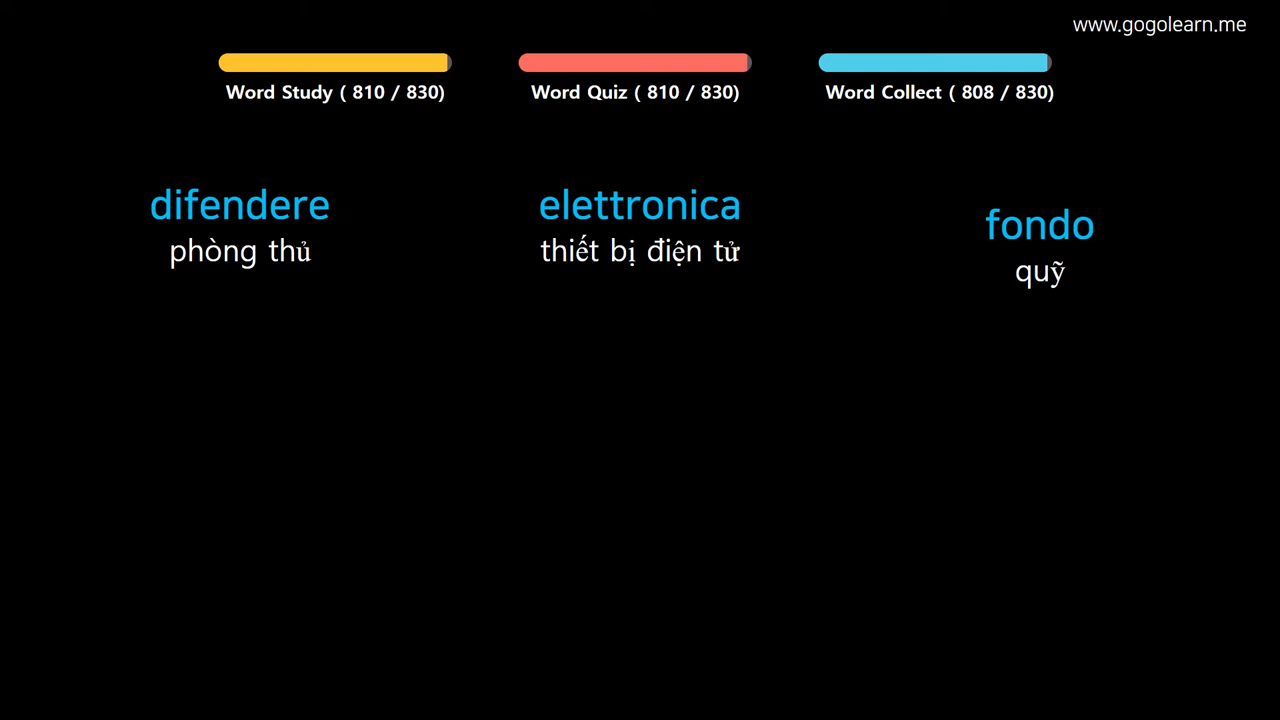 www.gogolearn.me
Word Study ( 810 / 830)
Word Quiz ( 810 / 830)
Word Collect ( 808 / 830)
difendere
phòng thủ
elettronica
thiết bị điện tử
fondo
quỹ